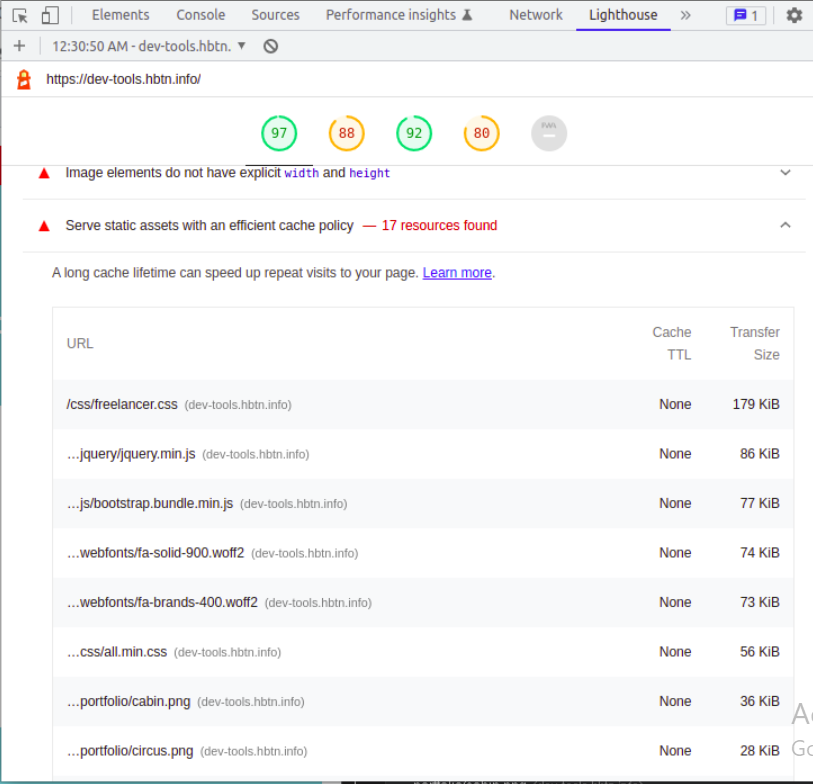 Elements Console Sources Performance insights Network Lighthouse » 1
+ 12:30:50 AM - dev-tools.hbtn. ▼
https://dev-tools.hbtn.info/
97 88 92 80 PWA
Image elements do not have explicit width and height
Serve static assets with an efficient cache policy — 17 resources found
A long cache lifetime can speed up repeat visits to your page. Learn more.
URL Cache TTL Transfer Size
/css/freelancer.css (dev-tools.hbtn.info) None 179 KiB
…jquery/jquery.min.js (dev-tools.hbtn.info) None 86 KiB
…js/bootstrap.bundle.min.js (dev-tools.hbtn.info) None 77 KiB
…webfonts/fa-solid-900.woff2 (dev-tools.hbtn.info) None 74 KiB
…webfonts/fa-brands-400.woff2 (dev-tools.hbtn.info) None 73 KiB
…css/all.min.css (dev-tools.hbtn.info) None 56 KiB
…portfolio/cabin.png (dev-tools.hbtn.info) None 36 KiB
…portfolio/circus.png (dev-tools.hbtn.info) None 28 KiB